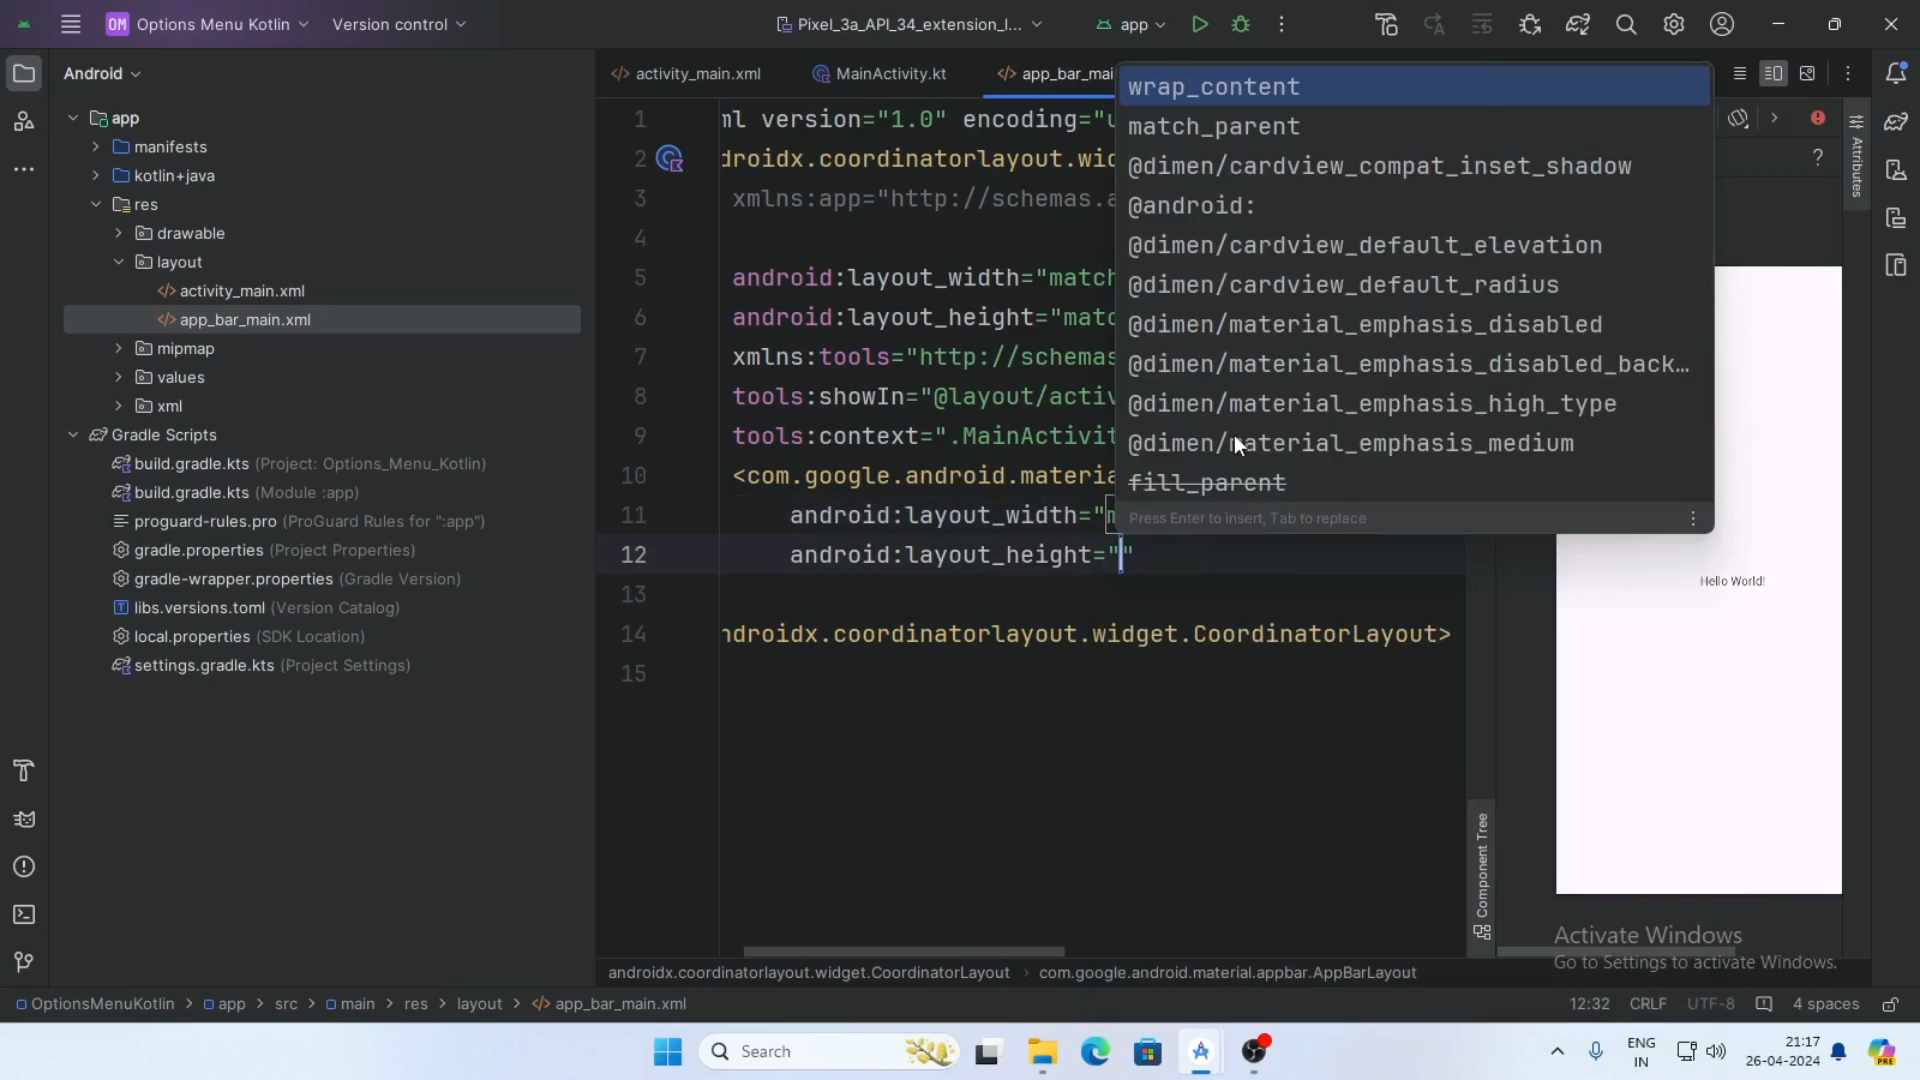 OM Options Menu Kotlin Version control Pixel_3a_API_34_extension_l... app
Android
app
manifests
kotlin+java
res
drawable
layout
activity_main.xml
app_bar_main.xml
mipmap
values
xml
Gradle Scripts
build.gradle.kts (Project: Options_Menu_Kotlin)
build.gradle.kts (Module :app)
proguard-rules.pro (ProGuard Rules for ":app")
gradle.properties (Project Properties)
gradle-wrapper.properties (Gradle Version)
libs.versions.toml (Version Catalog)
local.properties (SDK Location)
settings.gradle.kts (Project Settings)
activity_main.xml MainActivity.kt app_bar_mai
1 ml version="1.0" encoding="u
2 droidx.coordinatorlayout.wid
3 xmlns:app="http://schemas.a
4
5 android:layout_width="match
6 android:layout_height="matc
7 xmlns:tools="http://schemas
8 tools:showIn="@layout/activ
9 tools:context=".MainActivit
10 <com.google.android.materia
11 android:layout_width="m
12 android:layout_height=""
13
14 ndroidx.coordinatorlayout.widget.CoordinatorLayout>
15
wrap_content
match_parent
@dimen/cardview_compat_inset_shadow
@android:
@dimen/cardview_default_elevation
@dimen/cardview_default_radius
@dimen/material_emphasis_disabled
@dimen/material_emphasis_disabled_back…
@dimen/material_emphasis_high_type
@dimen/material_emphasis_medium
fill_parent
Press Enter to insert, Tab to replace
Attributes
?
Hello World!
Component Tree
Activate Windows
Go to Settings to activate Windows.
androidx.coordinatorlayout.widget.CoordinatorLayout › com.google.android.material.appbar.AppBarLayout
OptionsMenuKotlin > app > src > main > res > layout > app_bar_main.xml 12:32 CRLF UTF-8 4 spaces
Search
ENG
IN
21:17
26-04-2024
PRE